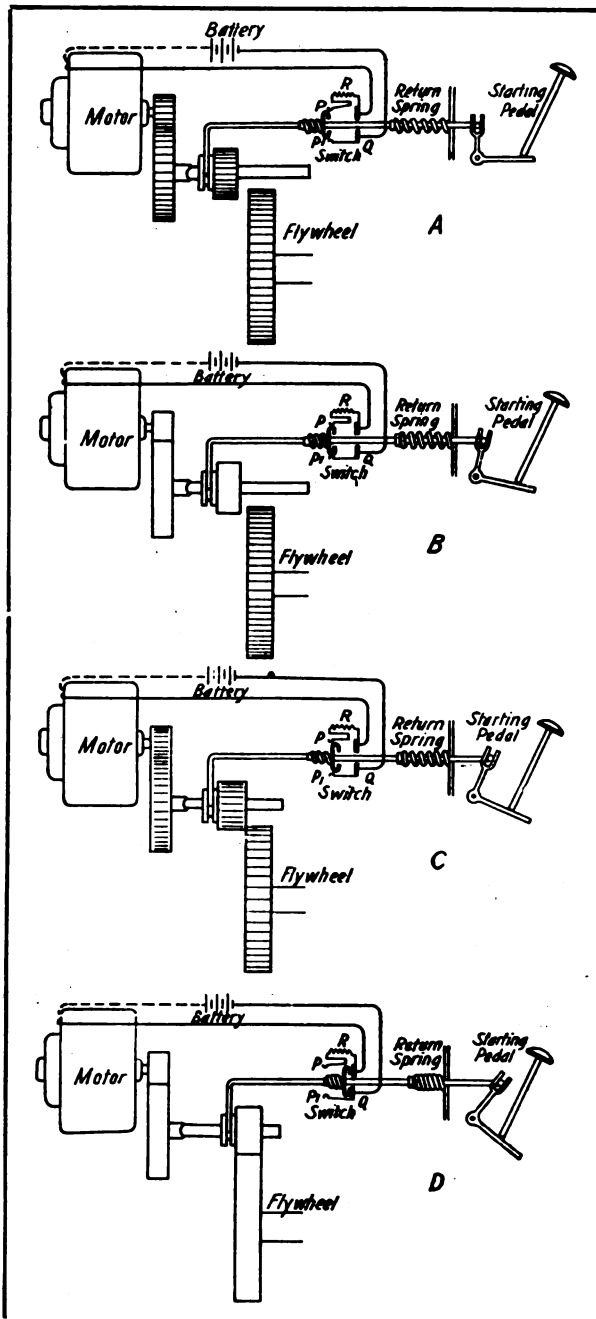 Battery
Motor
R
P
P1
Q
Switch
Return
Spring
Starting
Pedal
Flywheel
A
Battery
Motor
R
P
P1
Q
Switch
Return
Spring
Starting
Pedal
Flywheel
B
Battery
Motor
R
P
P1
Q
Switch
Return
Spring
Starting
Pedal
Flywheel
C
Battery
Motor
R
P
P1
Q
Switch
Return
Spring
Starting
Pedal
Flywheel
D